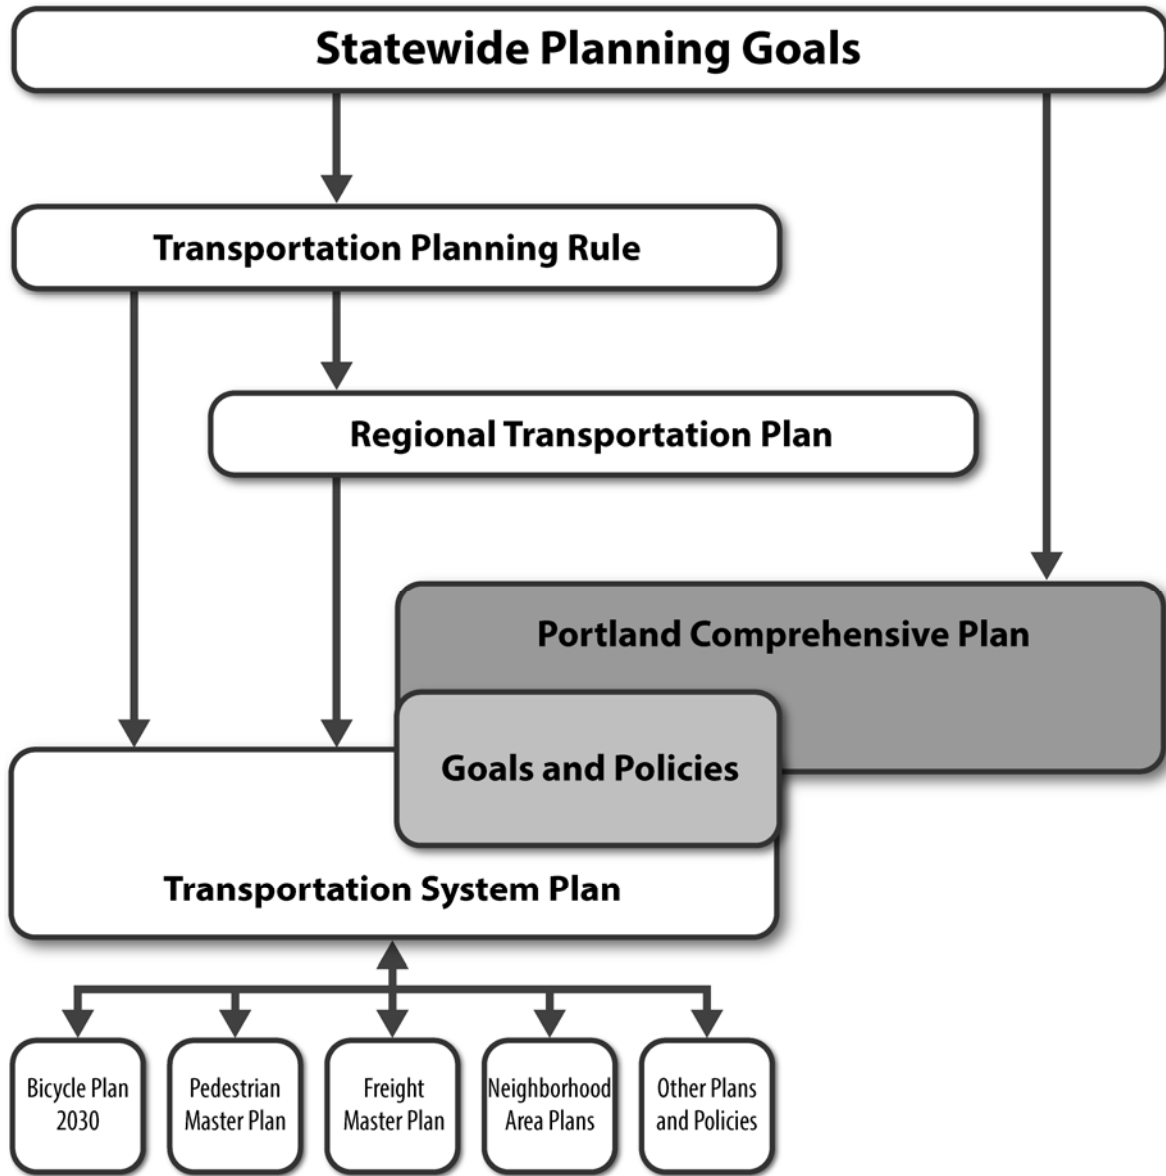 Statewide Planning Goals
Transportation Planning Rule
Regional Transportation Plan
Portland Comprehensive Plan
Goals and Policies
Transportation System Plan
Bicycle Plan
2030
Pedestrian
Master Plan
Freight
Master Plan
Neighborhood
Area Plans
Other Plans
and Policies